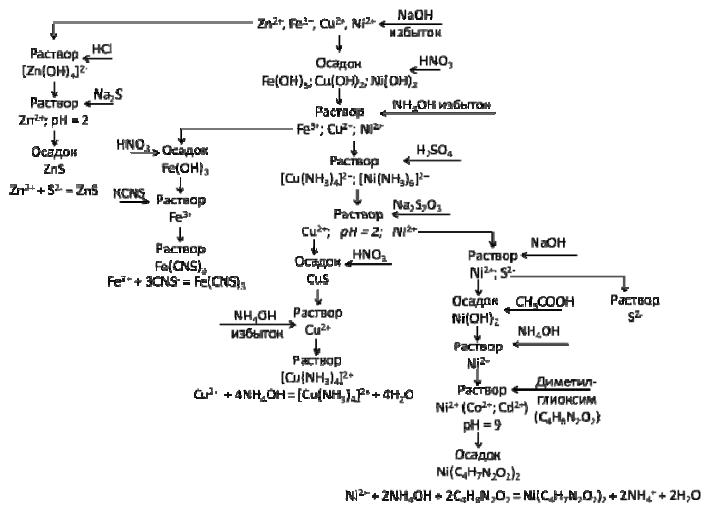 Zn²⁺, Fe³⁺, Cu²⁺, Ni²⁺
NaOH
избыток
Раствор
[Zn(OH)₄]²⁻
HCl
Раствор
Zn²⁺; pH = 2
Na₂S
Осадок
ZnS
Zn²⁺ + S²⁻ = ZnS
Осадок
Fe(OH)₃; Cu(OH)₂; Ni(OH)₂
HNO₃
Раствор
Fe³⁺; Cu²⁺; Ni²⁺
NH₄OH избыток
HNO₃
Осадок
Fe(OH)₃
KCNS
Раствор
Fe³⁺
Раствор
Fe(CNS)₃
Fe³⁺ + 3CNS⁻ = Fe(CNS)₃
Раствор
[Cu(NH₃)₄]²⁻; [Ni(NH₃)₆]²⁻
H₂SO₄
Раствор
Cu²⁺; pH = 2; Ni²⁺
Na₂S₂O₃
Осадок
CuS
HNO₃
NH₄OH
избыток
Раствор
Cu²⁺
Раствор
[Cu(NH₃)₄]²⁺
Cu²⁺ + 4NH₄OH = [Cu(NH₃)₄]²⁺ + 4H₂O
Раствор
Ni²⁺; S²⁻
NaOH
Раствор
S²⁻
Осадок
Ni(OH)₂
CH₃COOH
Раствор
Ni²⁺
NH₄OH
Раствор
Ni²⁺ (Co²⁺; Cd²⁺)
pH = 9
Диметил-
глиоксим
(C₄H₈N₂O₂)
Осадок
Ni(C₄H₇N₂O₂)₂
Ni²⁺ + 2NH₄OH + 2C₄H₈N₂O₂ = Ni(C₄H₇N₂O₂)₂ + 2NH₄⁺ + 2H₂O